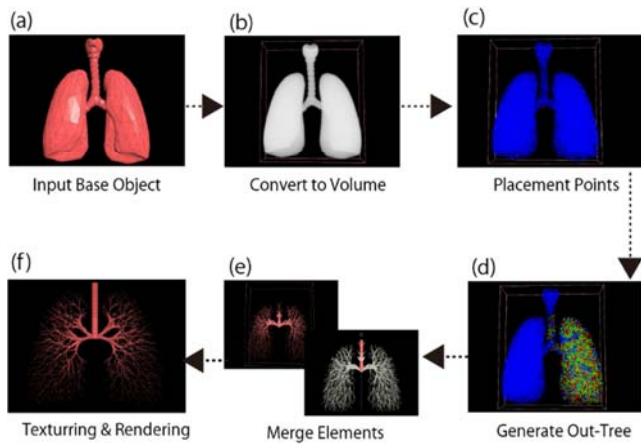 (a)
(b)
(c)
Input Base Object
Convert to Volume
Placement Points
(f)
(e)
(d)
Texturring & Rendering
Merge Elements
Generate Out-Tree